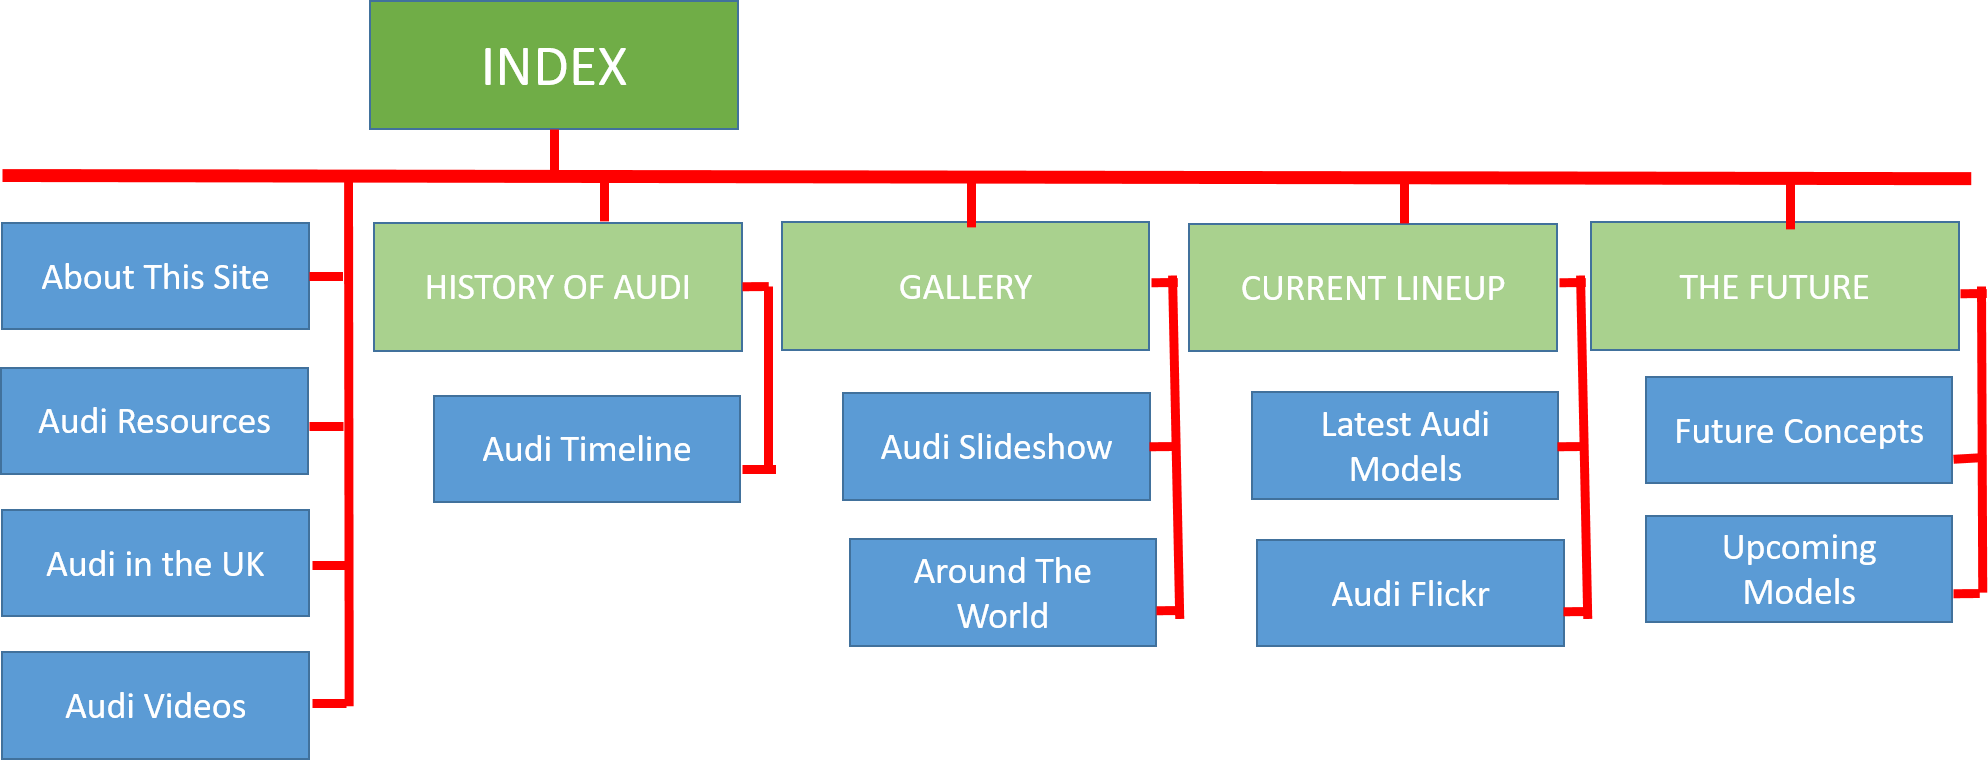 INDEX
About This Site
Audi Resources
Audi in the UK
Audi Videos
HISTORY OF AUDI
Audi Timeline
GALLERY
Audi Slideshow
Around The
World
CURRENT LINEUP
Latest Audi
Models
Audi Flickr
THE FUTURE
Future Concepts
Upcoming
Models